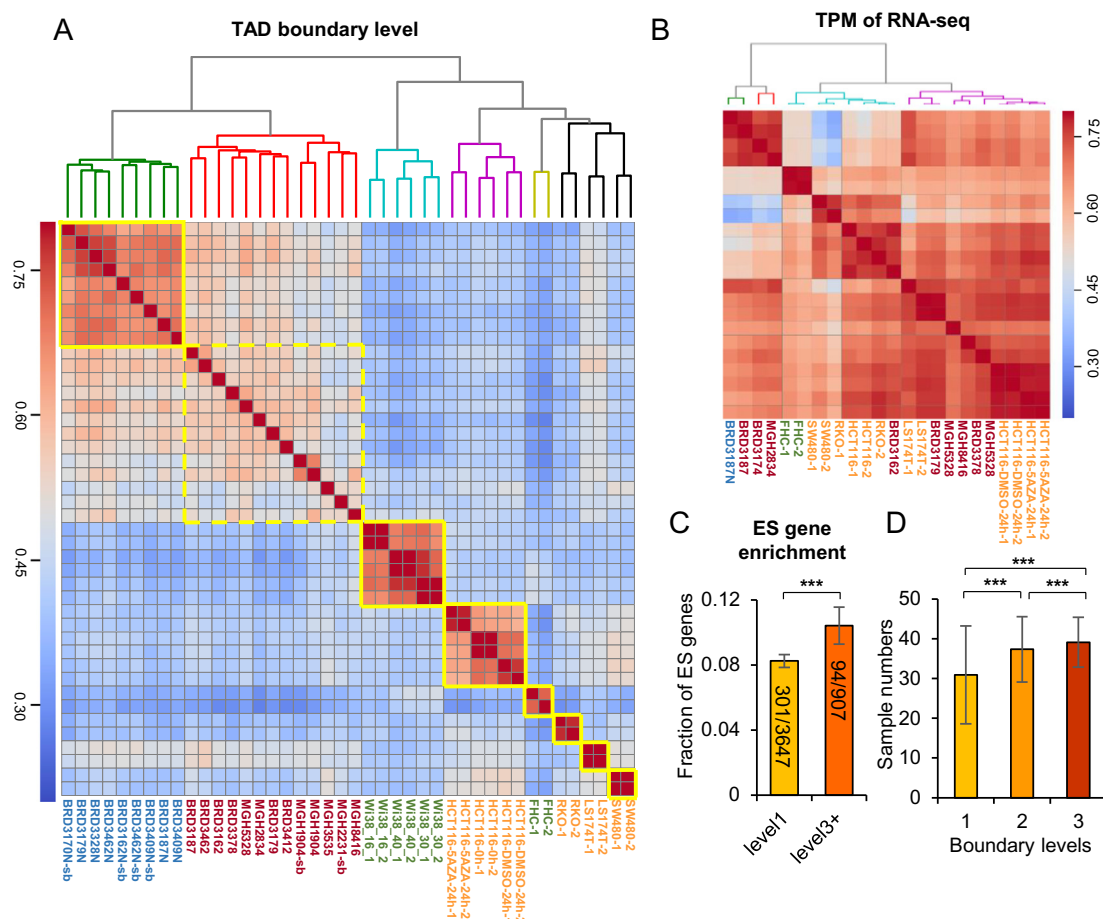 A
TAD boundary level
B
TPM of RNA-seq
0.75
0.60
0.45
0.30
BRD3170N-sb
BRD3179N
BRD3328N
BRD3462N
BRD3162N-sb
BRD3462N-sb
BRD3409N-sb
BRD3187N
BRD3409N
BRD3187
BRD3462
BRD3162
BRD3378
MGH5328
MGH2834
BRD3179
BRD3412
MGH1904-sb
MGH1904
MGH3535
MGH2231-sb
MGH8416
Wi38_16_1
Wi38_16_2
Wi38_40_1
Wi38_40_2
Wi38_30_1
Wi38_30_2
HCT116-5AZA-24h-1
HCT116-5AZA-24h-2
HCT116-0h-1
HCT116-0h-2
HCT116-DMSO-24h-
HCT116-DMSO-24h-2
FHC-1
FHC-2
RKO-1
RKO-2
LS174T-1
LS174T-2
SW480-1
SW480-2
0.75
0.60
0.45
0.30
BRD3187N
BRD3187
BRD3174
MGH2834
FHC-1
FHC-2
SW480-1
SW480-2
RKO-1
HCT116-1
HCT116-2
RKO-2
BRD3162
LS174T-1
LS174T-2
BRD3179
MGH5328
MGH8416
BRD3378
MGH5328
HCT116-DMSO-24h-1
HCT116-DMSO-24h-2
HCT116-5AZA-24h-1
HCT116-5AZA-24h-2
C
ES gene
enrichment
***
Fraction of ES genes
0.12
0.08
0.04
0
301/3647
94/907
level1
level3+
D
***
***
***
Sample numbers
50
40
30
20
10
0
1
2
3
Boundary levels